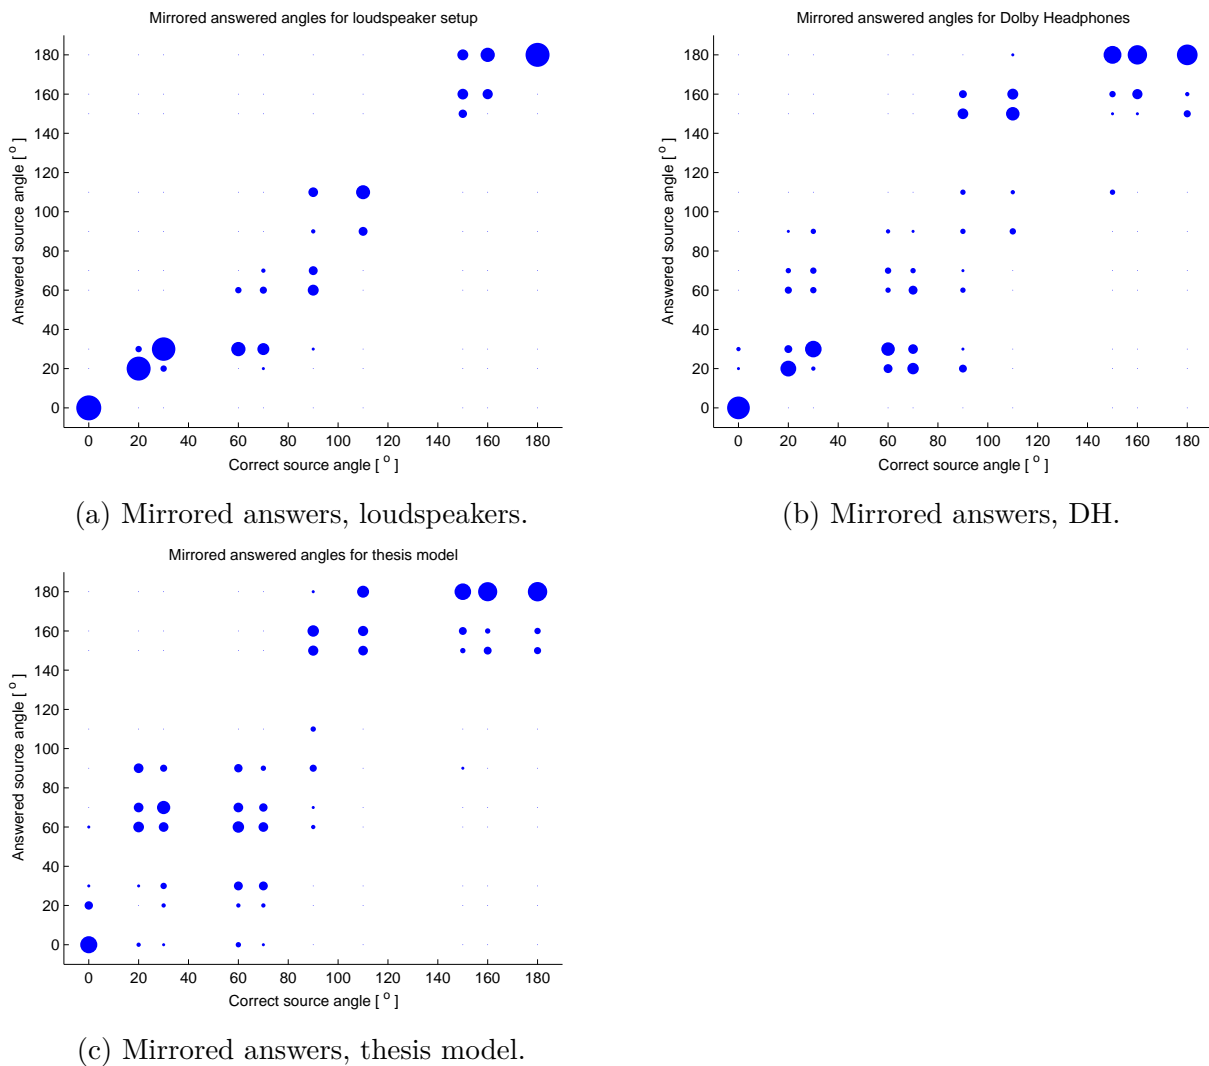 Mirrored answered angles for loudspeaker setup
180
160
140
120
100
80
60
40
20
0
Answered source angle [ ° ]
0 20 40 60 80 100 120 140 160 180
Correct source angle [ ° ]
(a) Mirrored answers, loudspeakers.
Mirrored answered angles for Dolby Headphones
180
160
140
120
100
80
60
40
20
0
Answered source angle [ ° ]
0 20 40 60 80 100 120 140 160 180
Correct source angle [ ° ]
(b) Mirrored answers, DH.
Mirrored answered angles for thesis model
180
160
140
120
100
80
60
40
20
0
Answered source angle [ ° ]
0 20 40 60 80 100 120 140 160 180
Correct source angle [ ° ]
(c) Mirrored answers, thesis model.